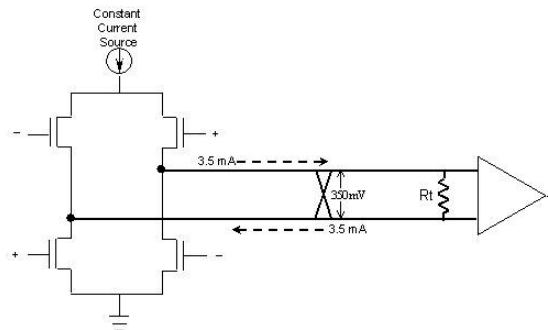 Constant
Current
Source
–
+
3.5 mA
350mV
Rt
3.5 mA
+
–